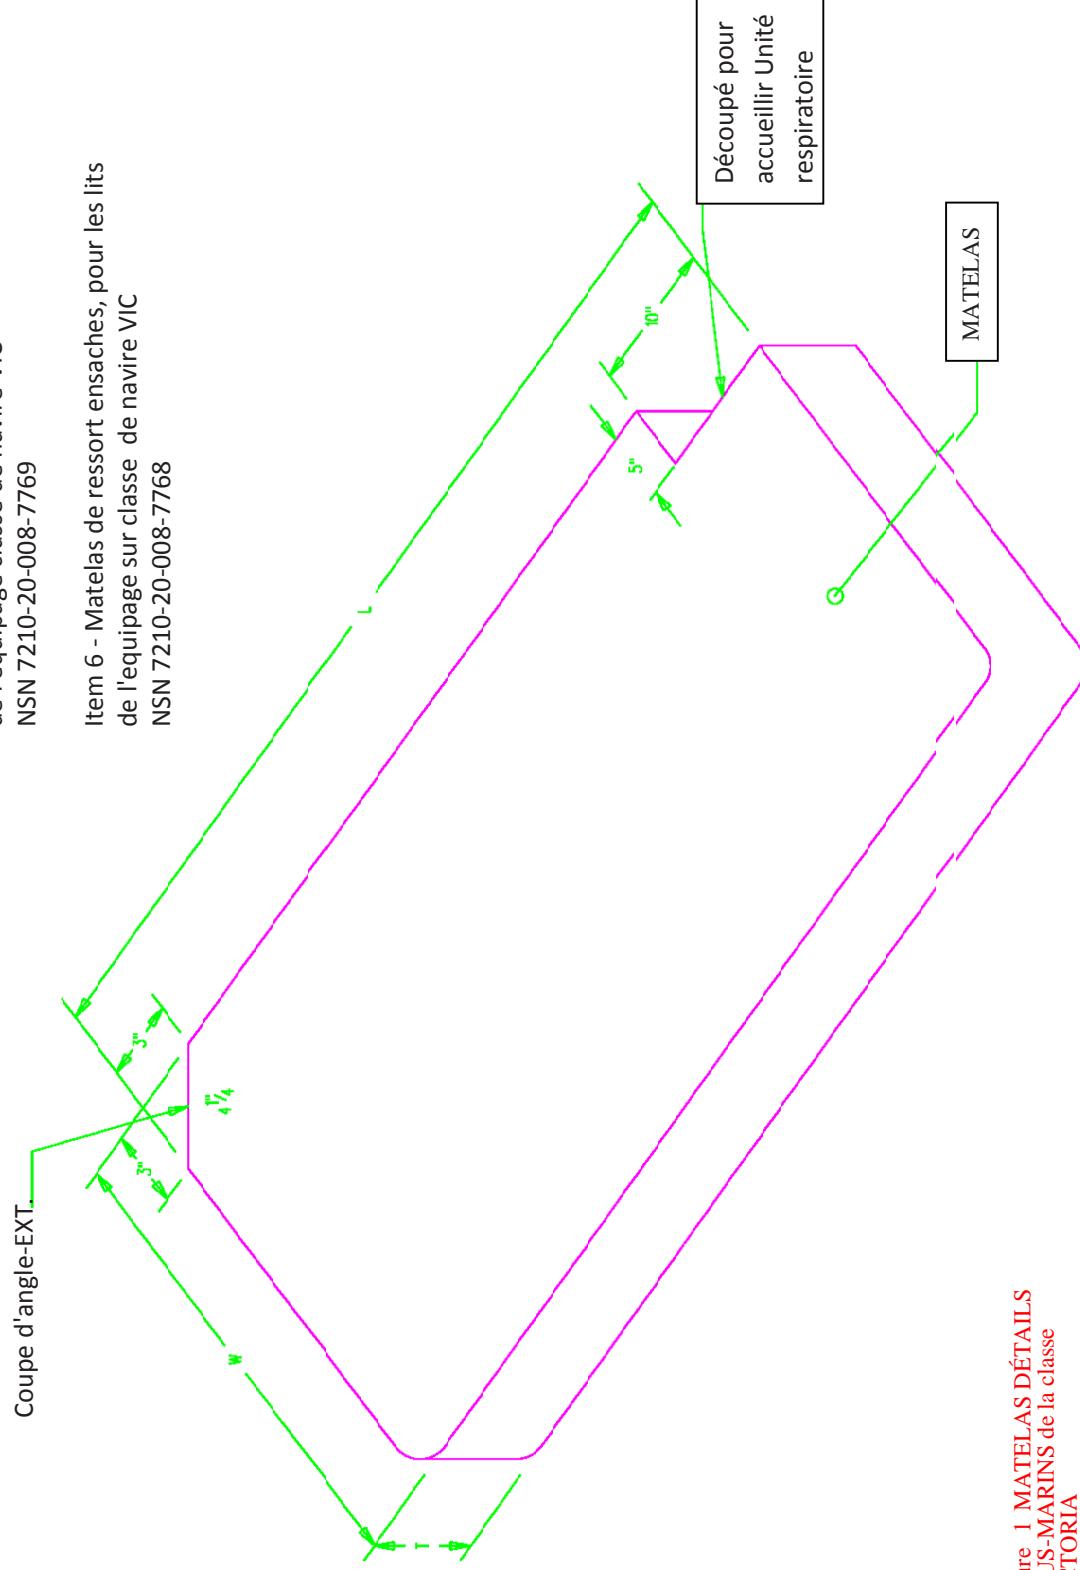 NSN 7210-20-008-7769
Item 6 - Matelas de ressort ensaches, pour les lits
de l'equipage sur classe de navire VIC
NSN 7210-20-008-7768
Coupe d'angle-EXT.
Découpé pour
accueillir Unité
respiratoire
MATELAS
L
W
T
3"
3"
4 1/4"
5"
10"
1 MATELAS DÉTAILS
MARINS de la classe